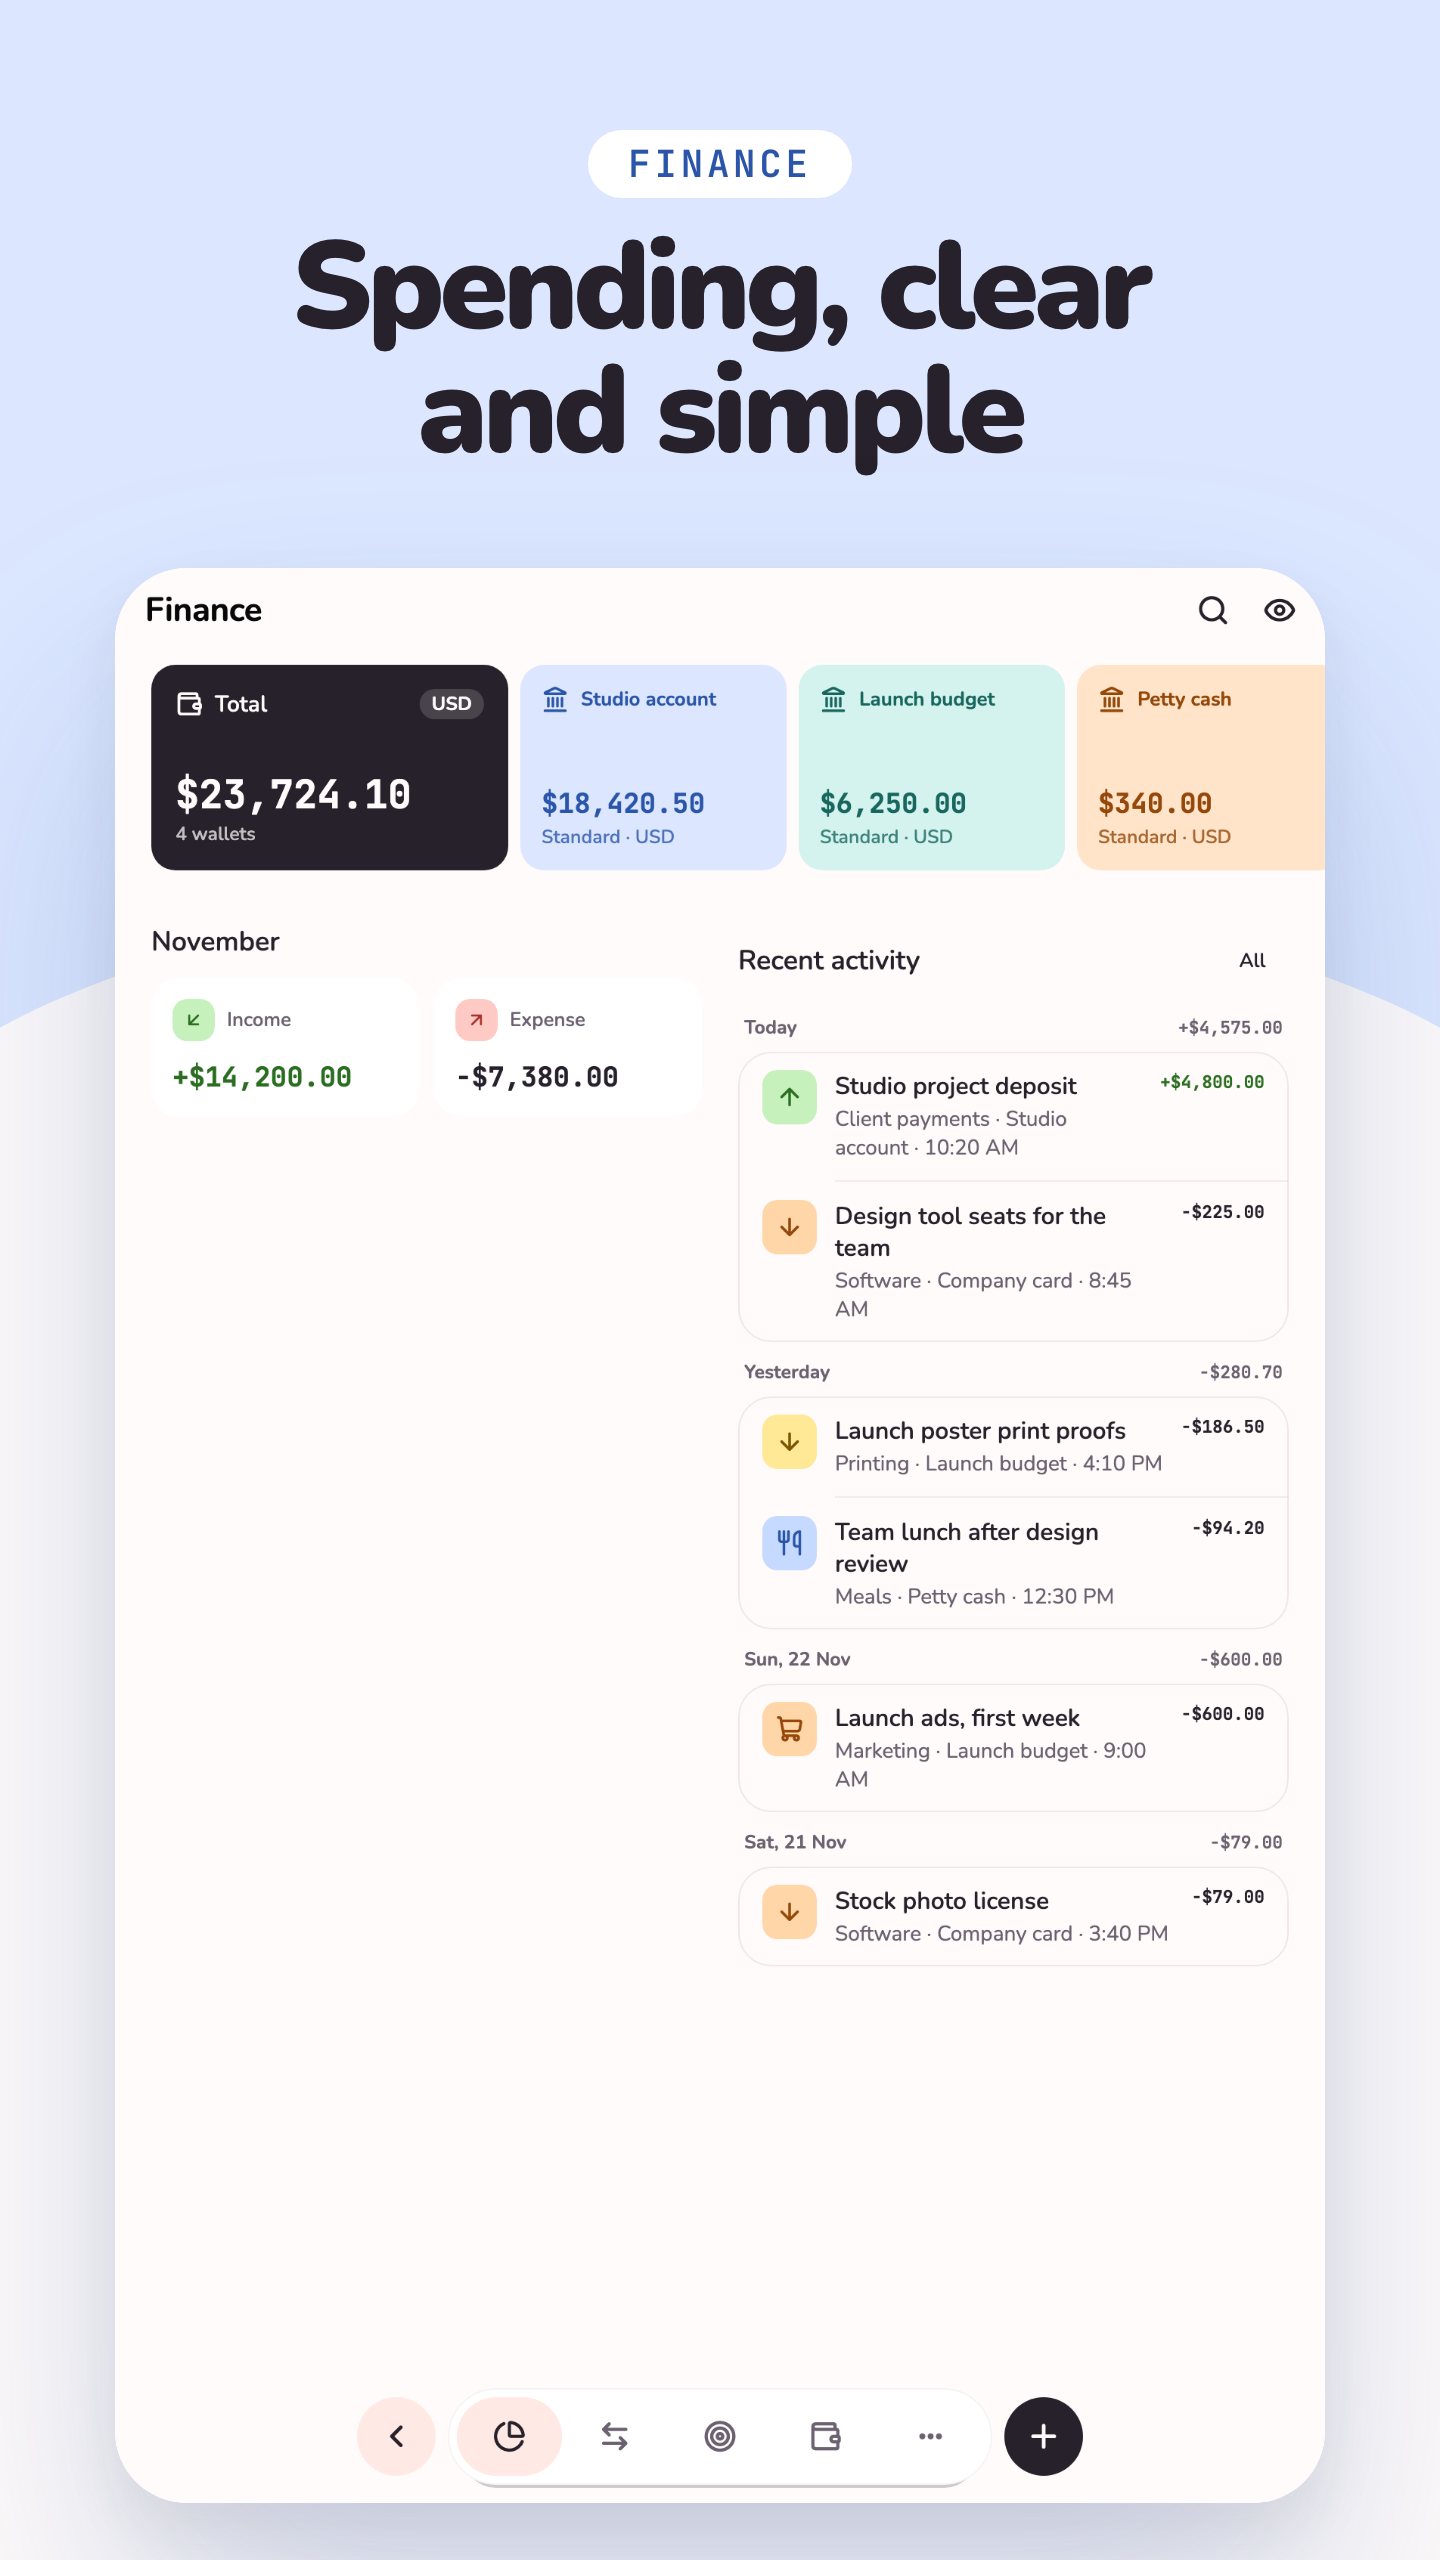 FINANCE
Spending, clear
and simple
Finance
Total
USD
$23,724.10
4 wallets
Studio account
$18,420.50
Standard · USD
Launch budget
$6,250.00
Standard · USD
Petty cash
$340.00
Standard · USD
November
Income
+$14,200.00
Expense
-$7,380.00
Recent activity
All
Today
+$4,575.00
Studio project deposit
+$4,800.00
Client payments · Studio
account · 10:20 AM
Design tool seats for the
team
-$225.00
Software · Company card · 8:45
AM
Yesterday
-$280.70
Launch poster print proofs
-$186.50
Printing · Launch budget · 4:10 PM
Team lunch after design
review
-$94.20
Meals · Petty cash · 12:30 PM
Sun, 22 Nov
-$600.00
Launch ads, first week
-$600.00
Marketing · Launch budget · 9:00
AM
Sat, 21 Nov
-$79.00
Stock photo license
-$79.00
Software · Company card · 3:40 PM